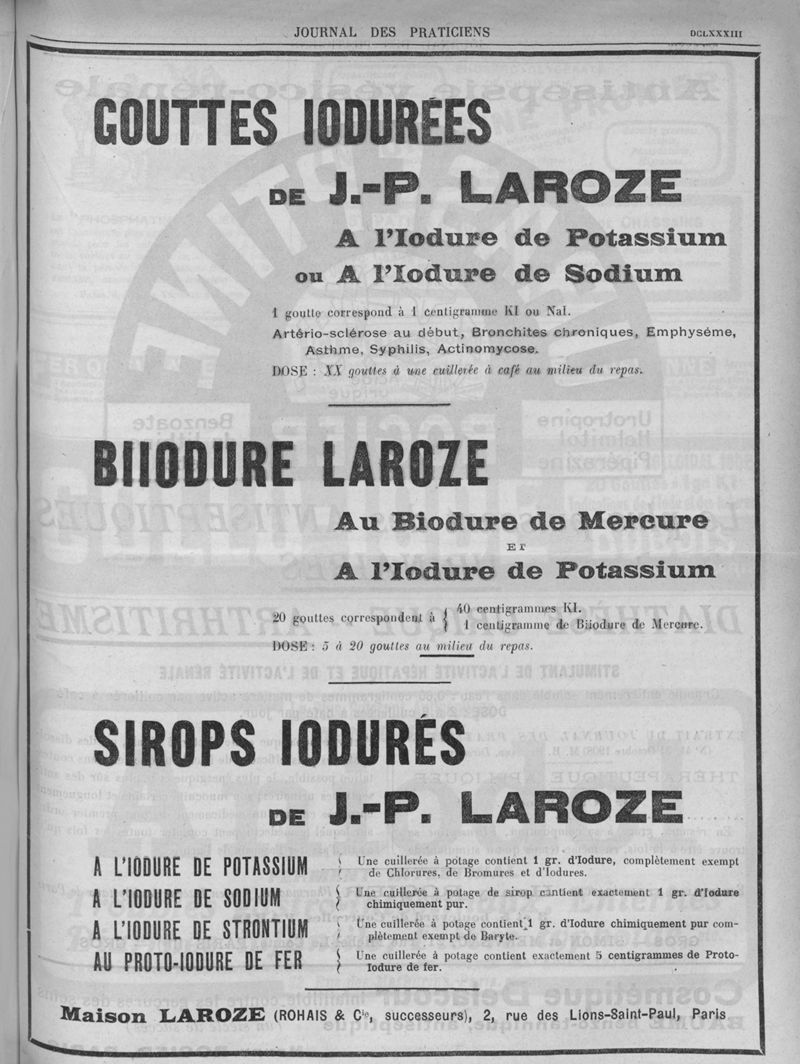 JOURNAL DES PRATICIENS
DCLXXXIII
GOUTTES IODURÉES
DE J.-P. LAROZE
A l'Iodure de Potassium
ou A l'Iodure de Sodium
1 goutte correspond à 1 centigramme KI ou NaI.
Artério-sclérose au début, Bronchites chroniques, Emphyséme,
Asthme, Syphilis, Actinomycose.
DOSE : XX gouttes à une cuillerée à café au milieu du repas.
BIIODURE LAROZE
Au Biodure de Mercure
ET
A l'Iodure de Potassium
20 gouttes correspondent à { 40 centigrammes KI.
1 centigramme de Biiodure de Mercure.
DOSE : 5 à 20 gouttes au milieu du repas.
SIROPS IODURÉS
DE J.-P. LAROZE
A L'IODURE DE POTASSIUM { Une cuillerée à potage contient 1 gr. d'Iodure, complètement exempt
de Chlorures, de Bromures et d'Iodures.
A L'IODURE DE SODIUM { Une cuillerée à potage de sirop contient exactement 1 gr. d'Iodure
chimiquement pur.
A L'IODURE DE STRONTIUM { Une cuillerée à potage contient 1 gr. d'Iodure chimiquement pur com-
plètement exempt de Baryte.
AU PROTO-IODURE DE FER { Une cuillerée à potage contient exactement 5 centigrammes de Proto-
Iodure de fer.
Maison LAROZE (ROHAIS & Cie, successeurs), 2, rue des Lions-Saint-Paul, Paris